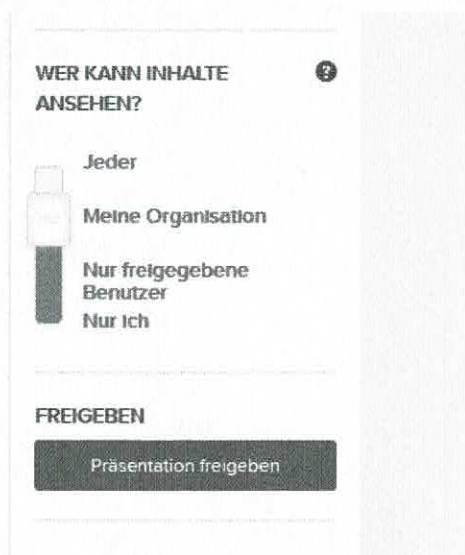 WER KANN INHALTE
ANSEHEN?
Jeder
Meine Organisation
Nur freigegebene
Benutzer
Nur ich
FREIGEBEN
Präsentation freigeben